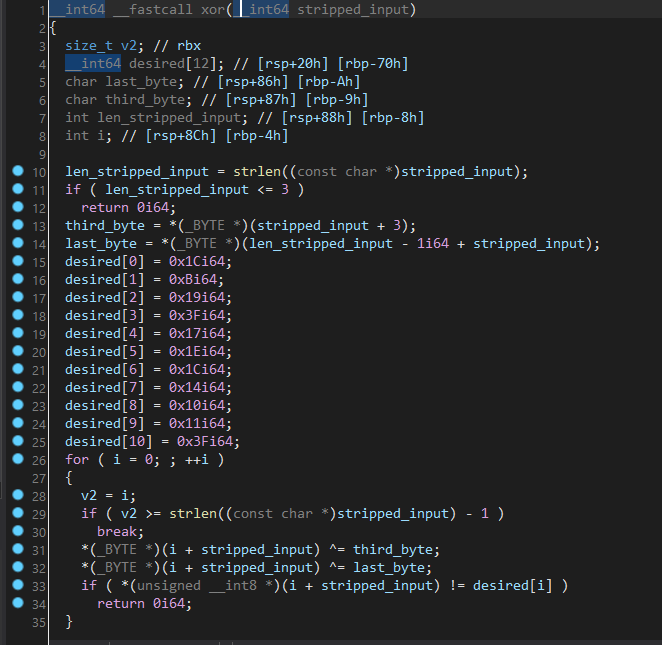 1 __int64 __fastcall xor(__int64 stripped_input)
2 {
3 size_t v2; // rbx
4 __int64 desired[12]; // [rsp+20h] [rbp-70h]
5 char last_byte; // [rsp+86h] [rbp-Ah]
6 char third_byte; // [rsp+87h] [rbp-9h]
7 int len_stripped_input; // [rsp+88h] [rbp-8h]
8 int i; // [rsp+8Ch] [rbp-4h]
9
10 len_stripped_input = strlen((const char *)stripped_input);
11 if ( len_stripped_input <= 3 )
12 return 0i64;
13 third_byte = *(_BYTE *)(stripped_input + 3);
14 last_byte = *(_BYTE *)(len_stripped_input - 1i64 + stripped_input);
15 desired[0] = 0x1Ci64;
16 desired[1] = 0xBi64;
17 desired[2] = 0x19i64;
18 desired[3] = 0x3Fi64;
19 desired[4] = 0x17i64;
20 desired[5] = 0x1Ei64;
21 desired[6] = 0x1Ci64;
22 desired[7] = 0x14i64;
23 desired[8] = 0x10i64;
24 desired[9] = 0x11i64;
25 desired[10] = 0x3Fi64;
26 for ( i = 0; ; ++i )
27 {
28 v2 = i;
29 if ( v2 >= strlen((const char *)stripped_input) - 1 )
30 break;
31 *(_BYTE *)(i + stripped_input) ^= third_byte;
32 *(_BYTE *)(i + stripped_input) ^= last_byte;
33 if ( *(unsigned __int8 *)(i + stripped_input) != desired[i] )
34 return 0i64;
35 }